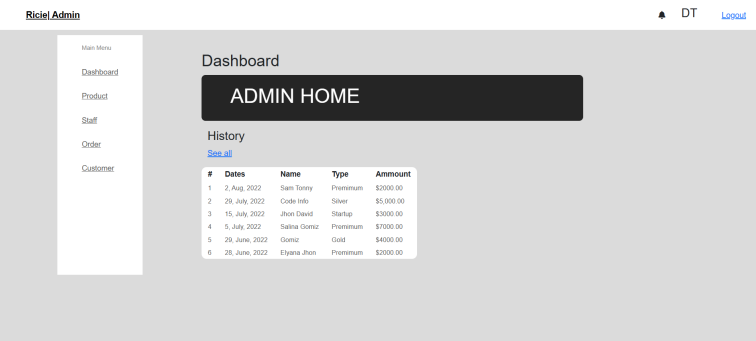 Riciel Admin
DT
Logout
Main Menu
Dashboard
Product
Staff
Order
Customer
Dashboard
ADMIN HOME
History
See all
# Dates Name Type Ammount
1 2, Aug, 2022 Sam Tonny Premimum $2000.00
2 29, July, 2022 Code Info Silver $5,000.00
3 15, July, 2022 Jhon David Startup $3000.00
4 5, July, 2022 Salina Gomiz Premimum $7000.00
5 29, June, 2022 Gomiz Gold $4000.00
6 28, June, 2022 Elyana Jhon Premimum $2000.00